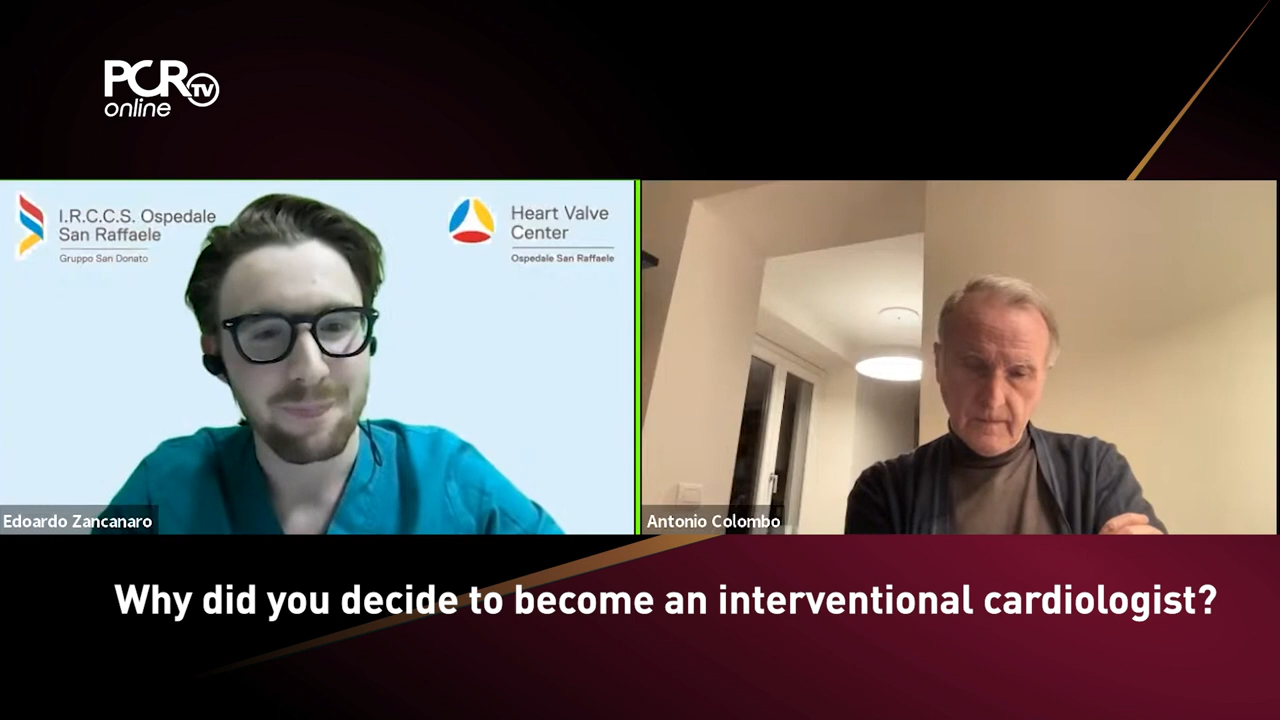 PCR TV
online
I.R.C.C.S. Ospedale
San Raffaele
Gruppo San Donato
Heart Valve
Center
Ospedale San Raffaele
Edoardo Zancanaro
Antonio Colombo
Why did you decide to become an interventional cardiologist?